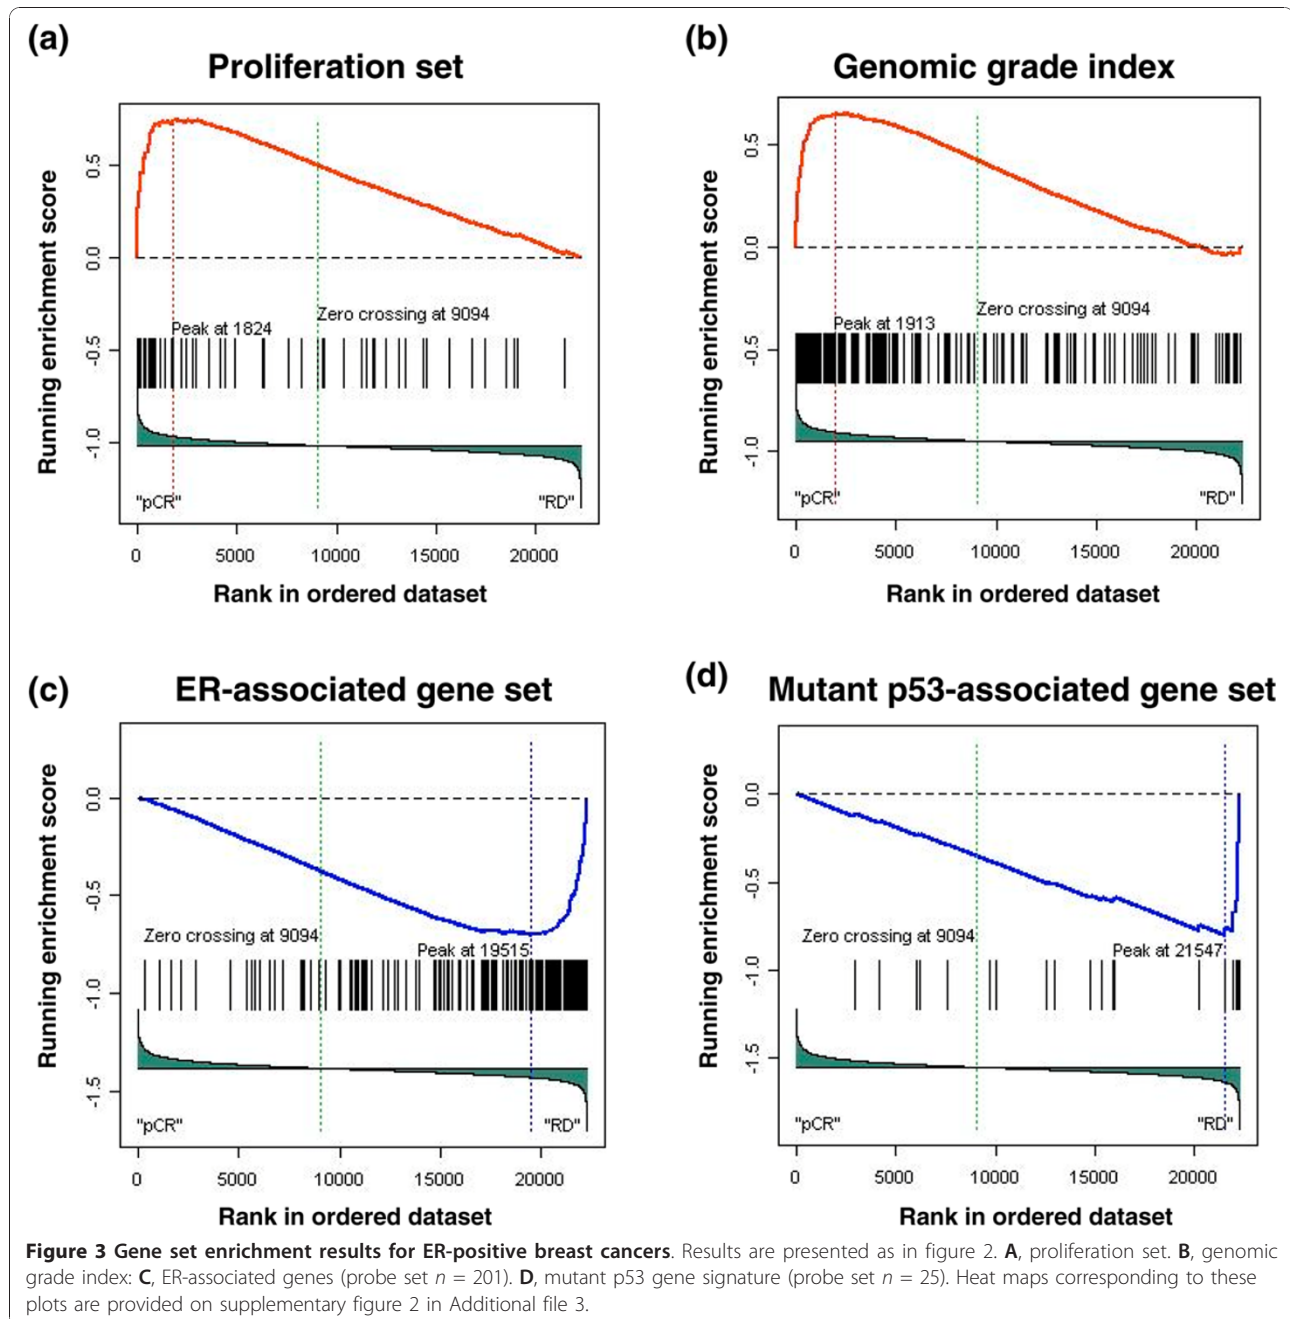 (a)
Proliferation set
Running enrichment score
0.5
0.0
-0.5
-1.0
Zero crossing at 9094
Peak at 1824
"pCR"
"RD"
0 5000 10000 15000 20000
Rank in ordered dataset
(b)
Genomic grade index
Running enrichment score
0.5
0.0
-0.5
-1.0
Zero crossing at 9094
Peak at 1913
"pCR"
"RD"
0 5000 10000 15000 20000
Rank in ordered dataset
(c)
ER-associated gene set
Running enrichment score
0.0
-0.5
-1.0
-1.5
Zero crossing at 9094
Peak at 19515
"pCR"
"RD"
0 5000 10000 15000 20000
Rank in ordered dataset
(d)
Mutant p53-associated gene set
Running enrichment score
0.0
-0.5
-1.0
-1.5
Zero crossing at 9094
Peak at 21547
"pCR"
"RD"
0 5000 10000 15000 20000
Rank in ordered dataset
Figure 3 Gene set enrichment results for ER-positive breast cancers. Results are presented as in figure 2. A, proliferation set. B, genomic
grade index: C, ER-associated genes (probe set n = 201). D, mutant p53 gene signature (probe set n = 25). Heat maps corresponding to these
plots are provided on supplementary figure 2 in Additional file 3.